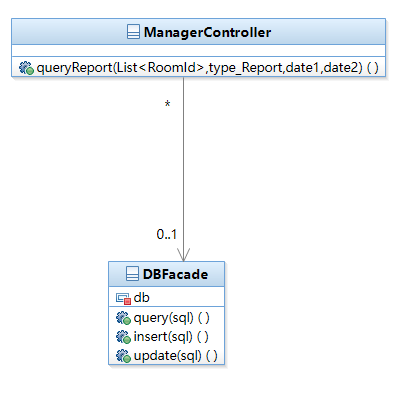 ManagerController
queryReport(List<RoomId>,type_Report,date1,date2) ( )
*
0..1
DBFacade
db
query(sql) ( )
insert(sql) ( )
update(sql) ( )